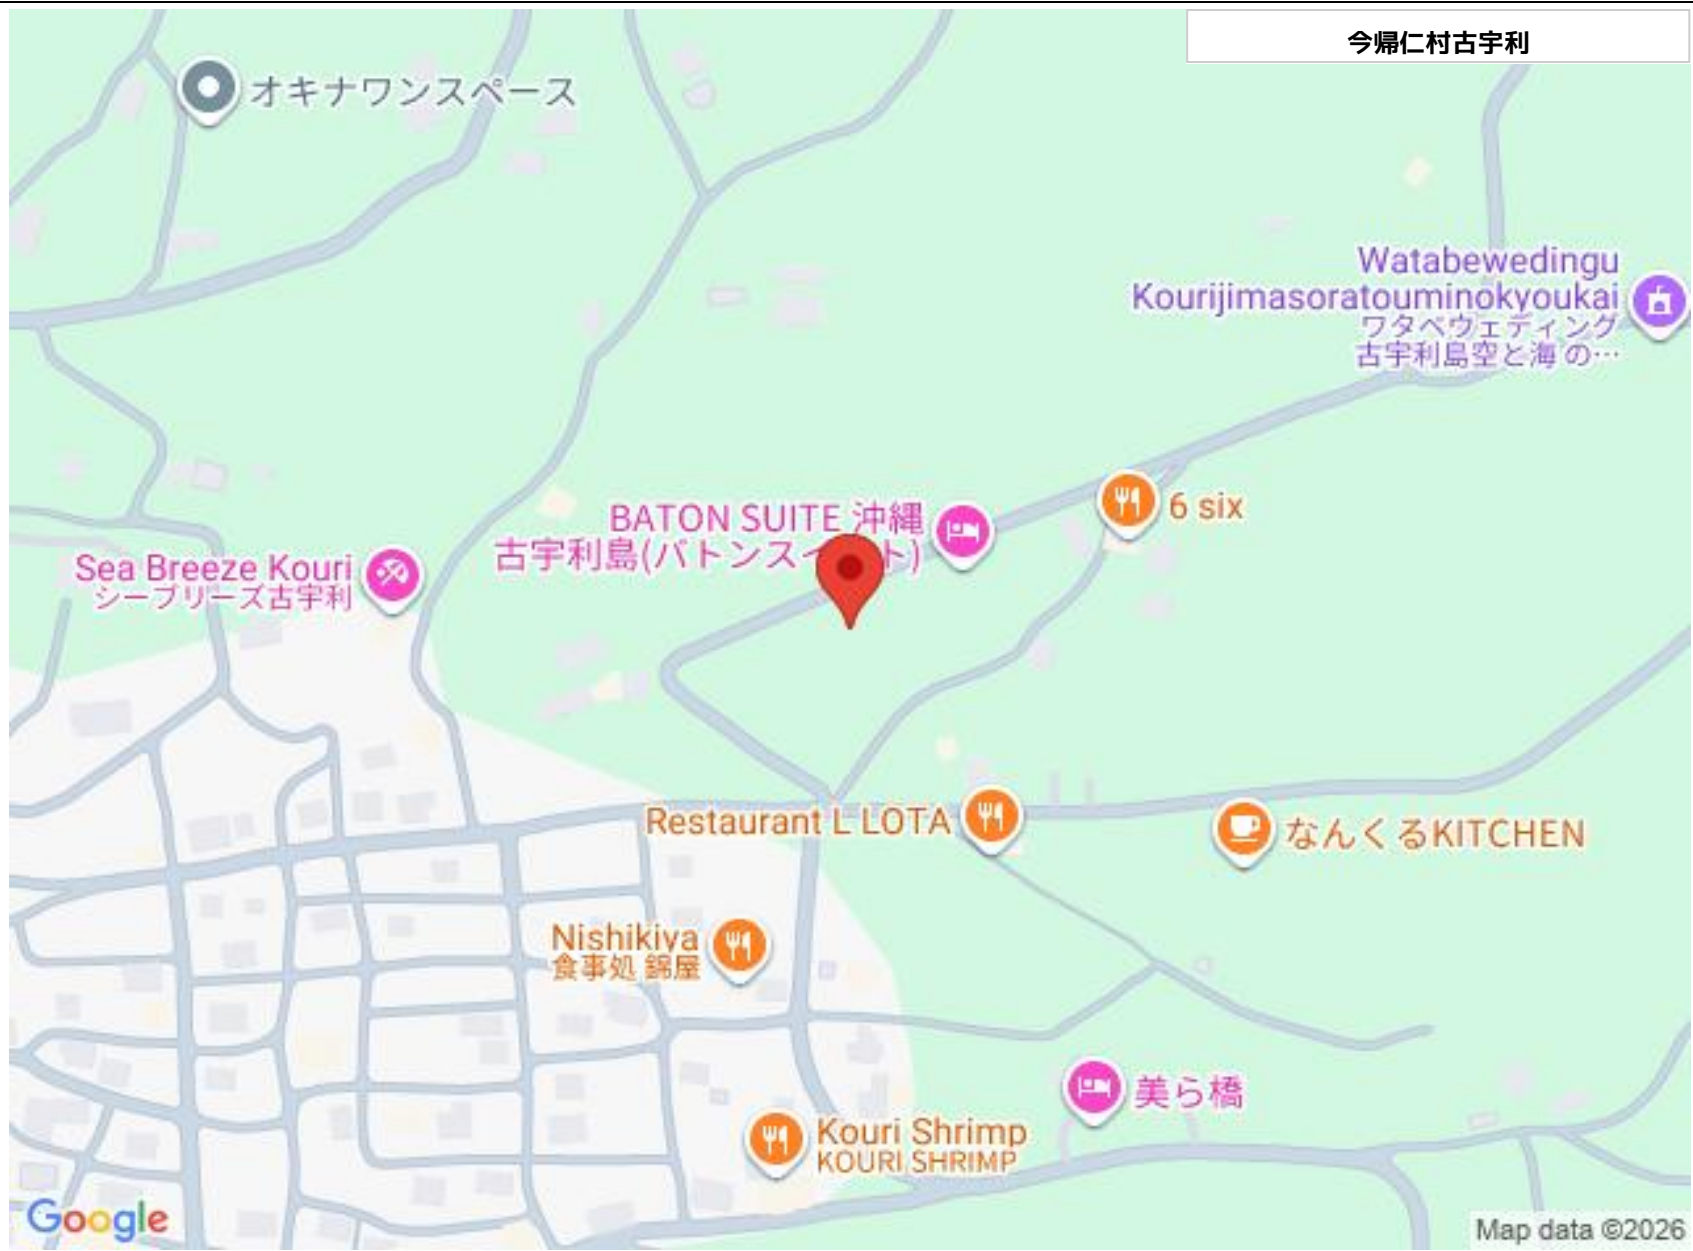 今帰仁村古宇利
オキナワンスペース
Watabewedingu
Kourijimasoratouminokyoukai
ワタベウェディング
古宇利島空と海 の…
BATON SUITE 沖縄
古宇利島(バトンスイート)
6 six
Sea Breeze Kouri
シーブリーズ古宇利
Restaurant L LOTA
なんくるKITCHEN
Nishikiya
食事処 錦屋
美ら橋
Kouri Shrimp
KOURI SHRIMP
Google
Map data ©2026